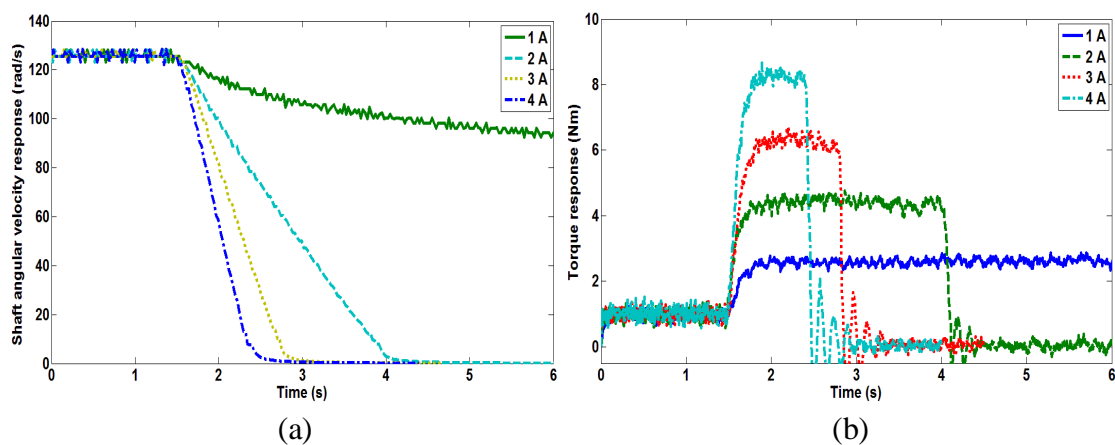 140
120
100
80
60
40
20
0
Shaft angular velocity response (rad/s)
1 A
2 A
3 A
4 A
0 1 2 3 4 5 6
Time (s)
(a)
10
8
6
4
2
0
Torque response (Nm)
1 A
2 A
3 A
4 A
0 1 2 3 4 5 6
Time (s)
(b)